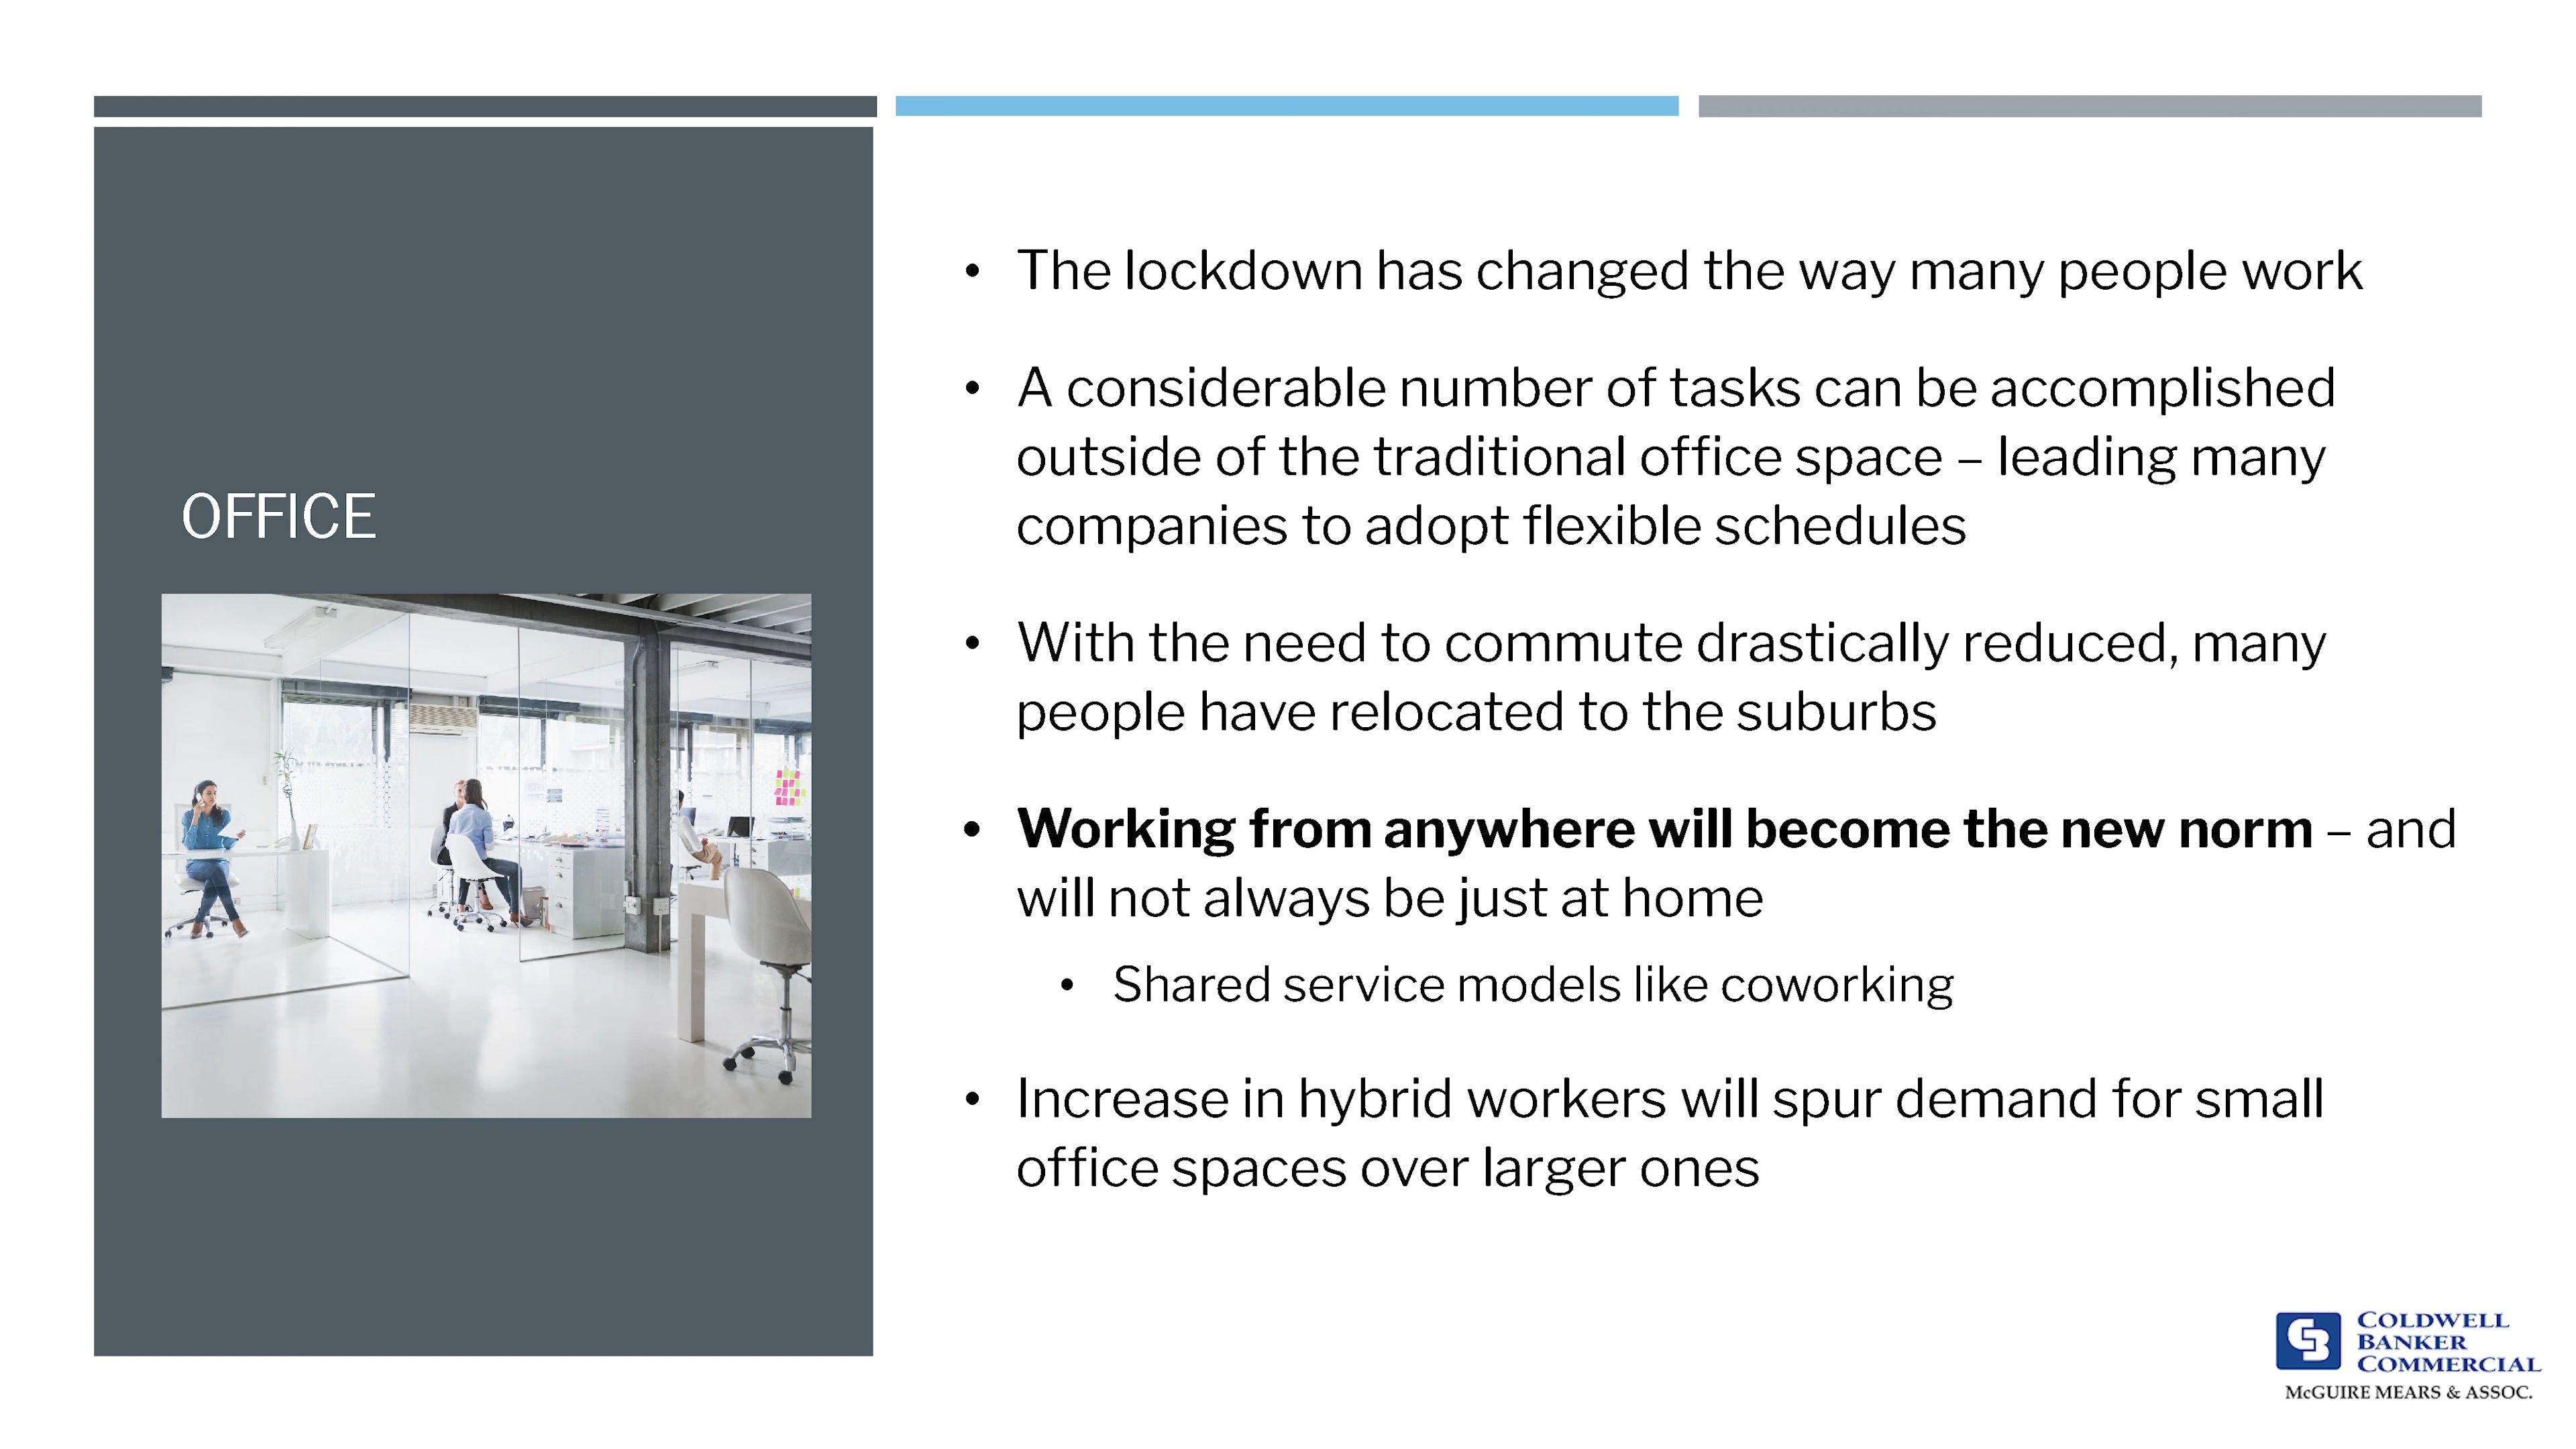 OFFICE
• The lockdown has changed the way many people work
• A considerable number of tasks can be accomplished
outside of the traditional office space – leading many
companies to adopt flexible schedules
• With the need to commute drastically reduced, many
people have relocated to the suburbs
• Working from anywhere will become the new norm – and
will not always be just at home
• Shared service models like coworking
• Increase in hybrid workers will spur demand for small
office spaces over larger ones
CB
COLDWELL
BANKER
COMMERCIAL
McGUIRE MEARS & ASSOC.